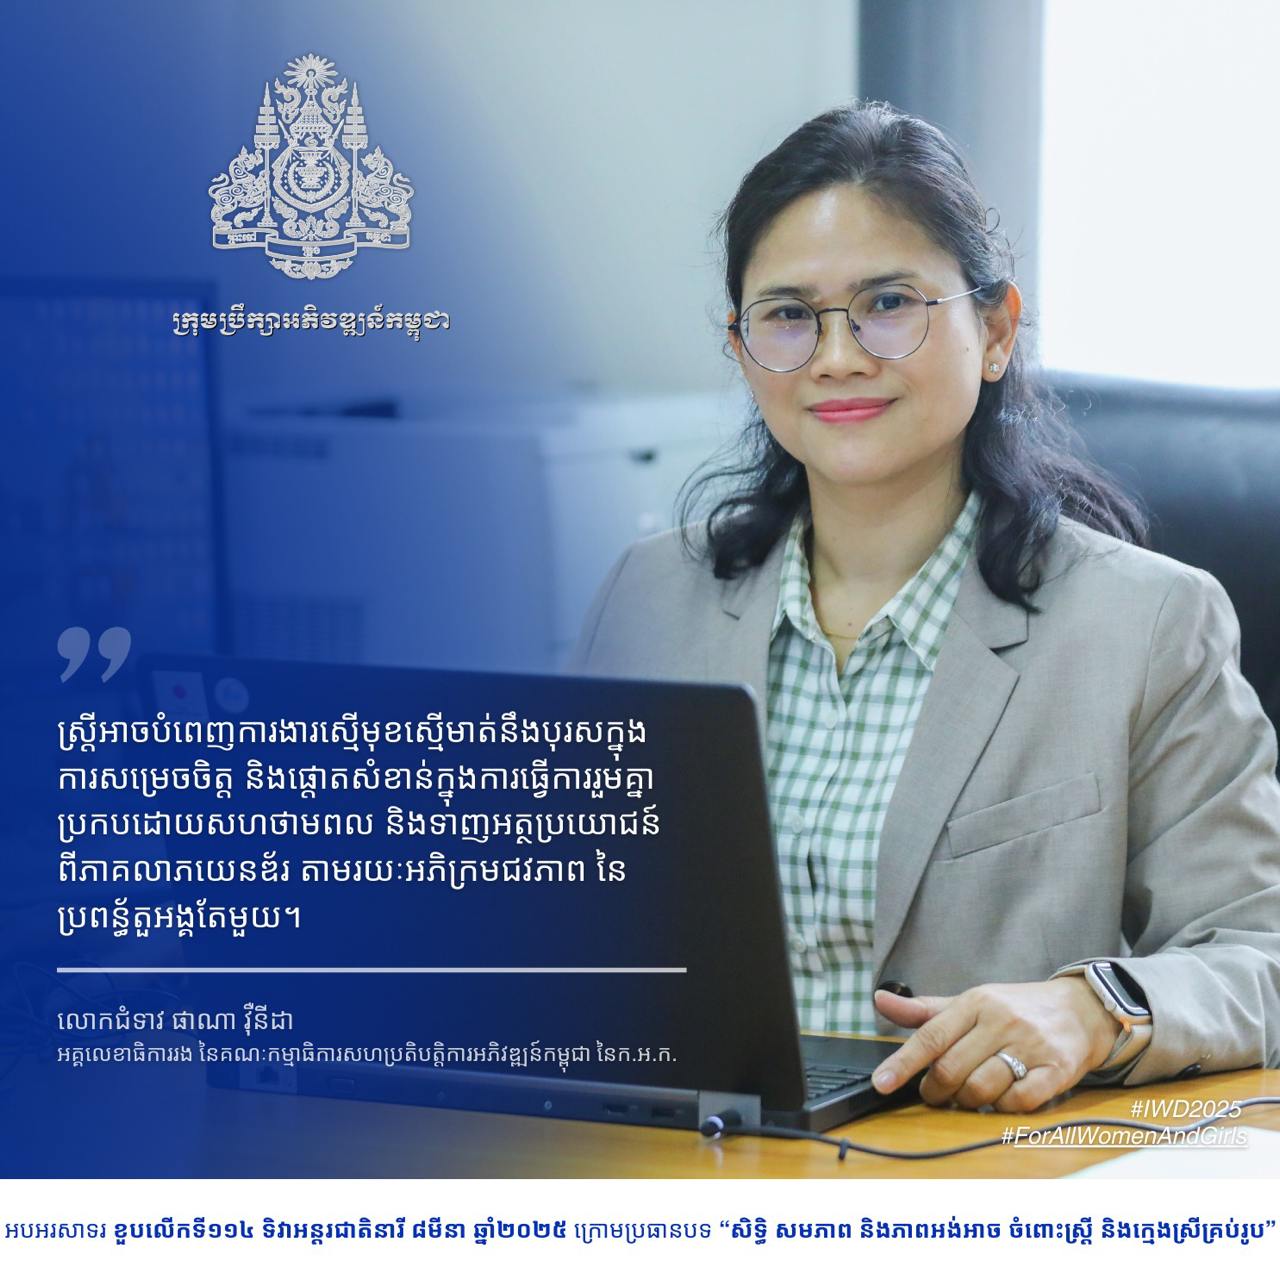 ព្រះចៅ ក្រុង កម្ពុជា
ក្រុមប្រឹក្សាអភិវឌ្ឍន៍កម្ពុជា
ស្ត្រីអាចបំពេញការងារស្មើមុខស្មើមាត់នឹងបុរសក្នុង
ការសម្រេចចិត្ត និងផ្តោតសំខាន់ក្នុងការធ្វើការរួមគ្នា
ប្រកបដោយសហថាមពល និងទាញអត្ថប្រយោជន៍
ពីភាគលាភយេនឌ័រ តាមរយៈអភិក្រមជវភាព នៃ
ប្រពន្ធ័តួអង្គតែមួយ។
លោកជំទាវ ផាណា វ៉ឺនីដា
អគ្គលេខាធិការរង នៃគណៈកម្មាធិការសហប្រតិបត្តិការអភិវឌ្ឍន៍កម្ពុជា នៃក.អ.ក.
#IWD2025
#ForAllWomenAndGirls
អបអរសាទរ ខួបលើកទី១១៤ ទិវាអន្តរជាតិនារី ៨មីនា ឆ្នាំ២០២៥ ក្រោមប្រធានបទ “សិទ្ធិ សមភាព និងភាពអង់អាច ចំពោះស្ត្រី និងក្មេងស្រីគ្រប់រូប”